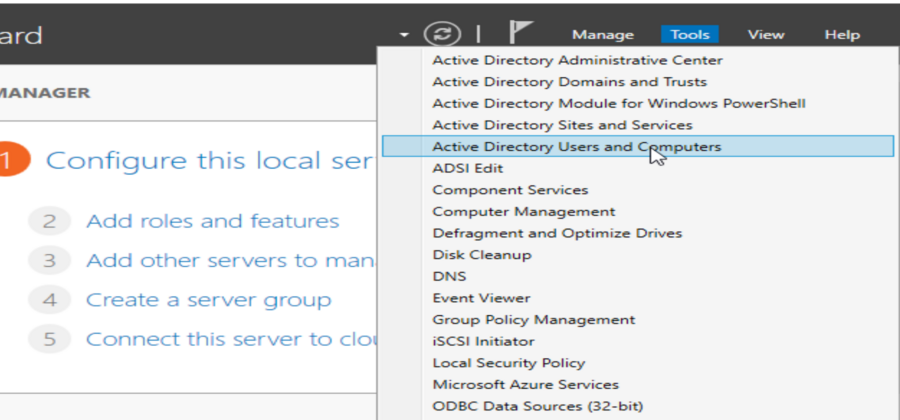 ard
Manage Tools View Help
MANAGER
1 Configure this local ser
2 Add roles and features
3 Add other servers to man
4 Create a server group
5 Connect this server to clou
Active Directory Administrative Center
Active Directory Domains and Trusts
Active Directory Module for Windows PowerShell
Active Directory Sites and Services
Active Directory Users and Computers
ADSI Edit
Component Services
Computer Management
Defragment and Optimize Drives
Disk Cleanup
DNS
Event Viewer
Group Policy Management
iSCSI Initiator
Local Security Policy
Microsoft Azure Services
ODBC Data Sources (32-bit)